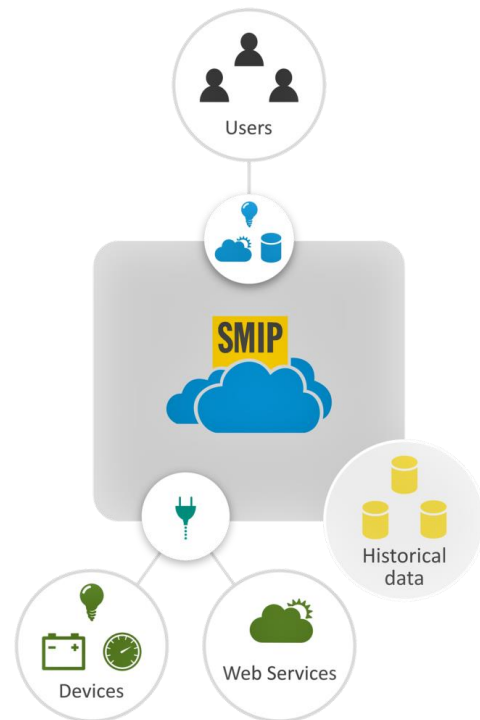 Users
SMIP
Historical
data
Devices
Web Services